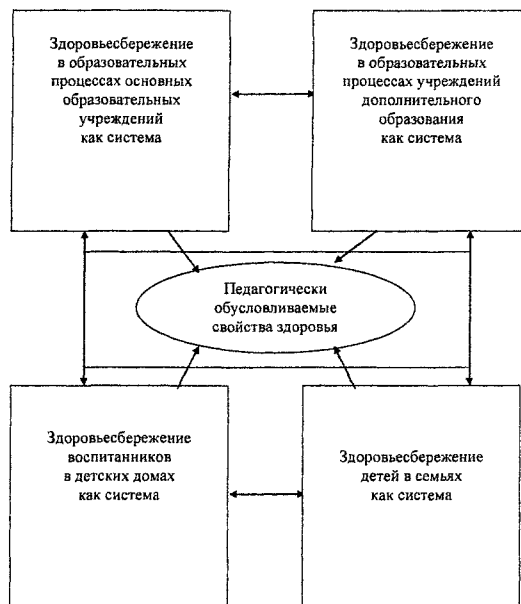 Здоровьесбережение
в образовательных
процессах основных
образовательных
учреждений
как система
Здоровьесбережение
в образовательных
процессах учреждений
дополнительного
образования
как система
Педагогически
обусловливаемые
свойства здоровья
Здоровьесбережение
воспитанников
в детских домах
как система
Здоровьесбережение
детей в семьях
как система